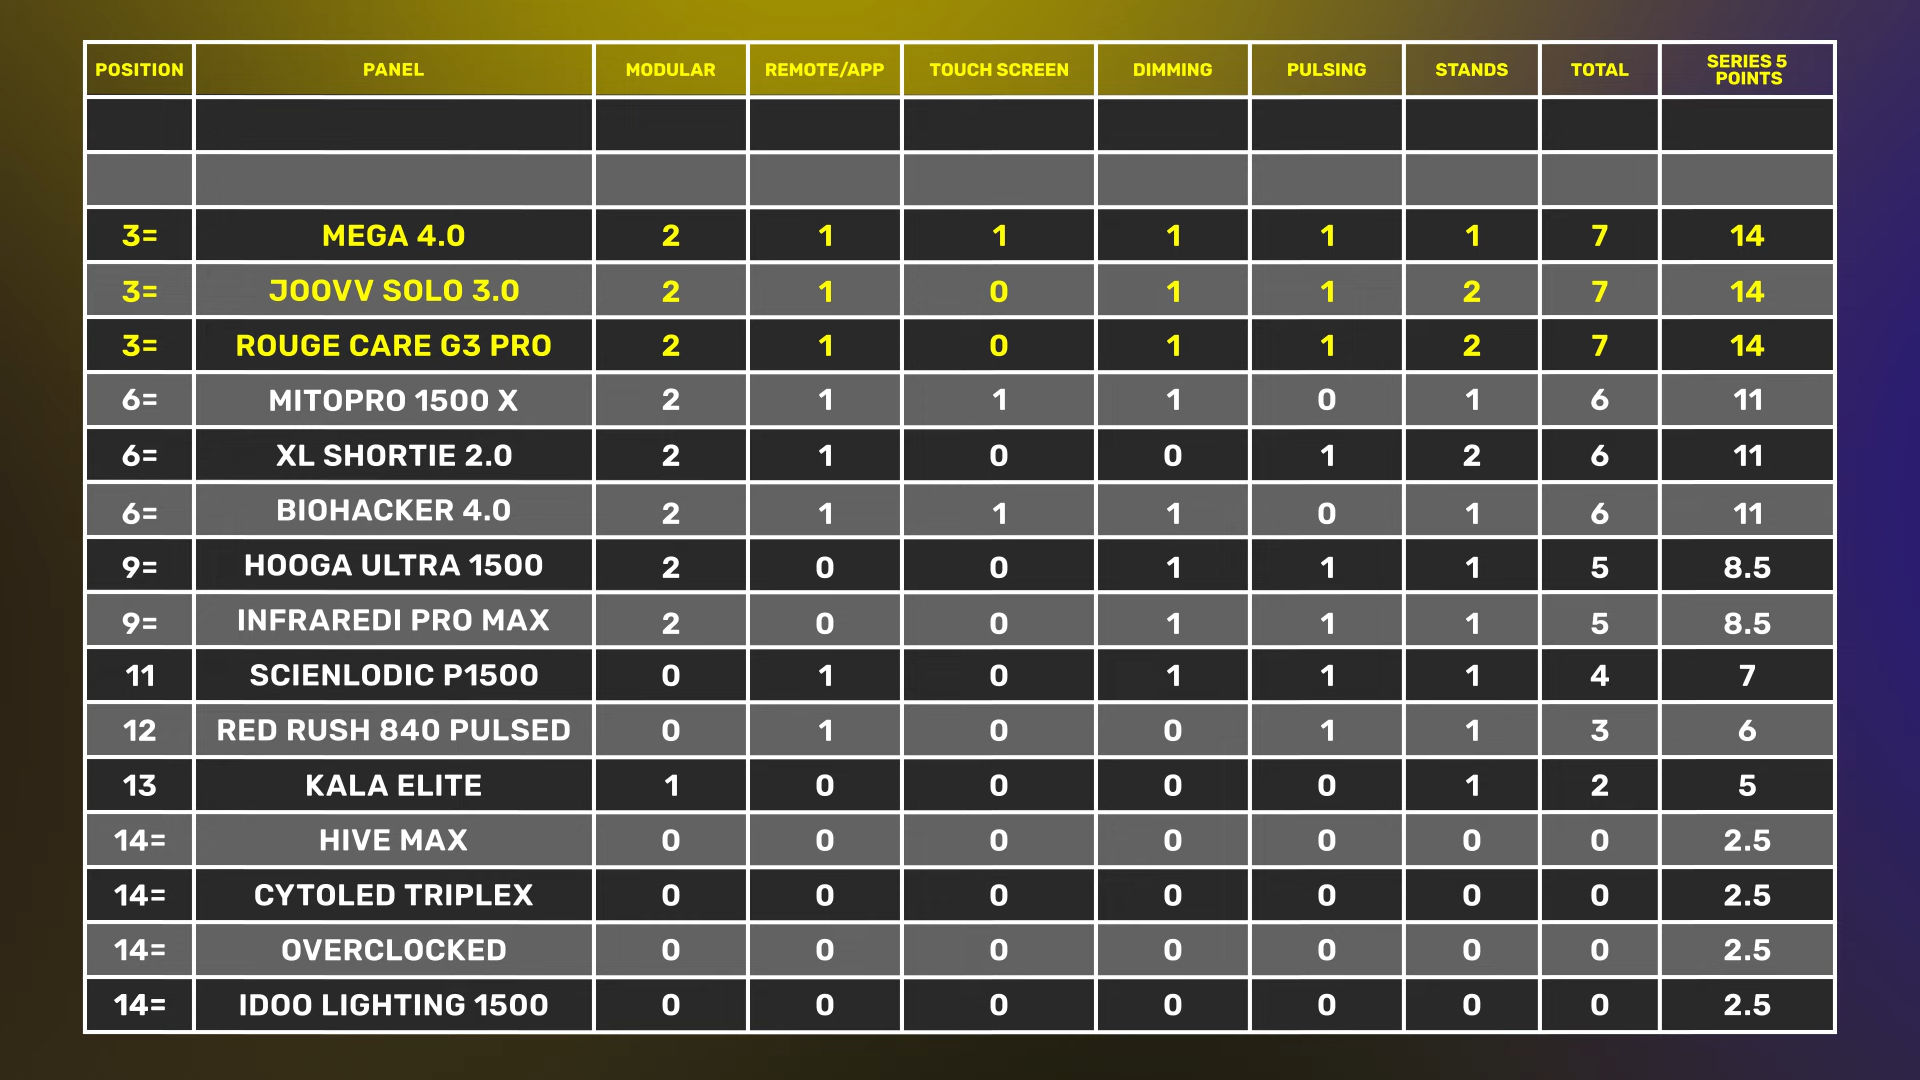 POSITION PANEL MODULAR REMOTE/APP TOUCH SCREEN DIMMING PULSING STANDS TOTAL SERIES 5 POINTS
3= MEGA 4.0 2 1 1 1 1 1 7 14
3= JOOVV SOLO 3.0 2 1 0 1 1 2 7 14
3= ROUGE CARE G3 PRO 2 1 0 1 1 2 7 14
6= MITOPRO 1500 X 2 1 1 1 0 1 6 11
6= XL SHORTIE 2.0 2 1 0 0 1 2 6 11
6= BIOHACKER 4.0 2 1 1 1 0 1 6 11
9= HOOGA ULTRA 1500 2 0 0 1 1 1 5 8.5
9= INFRAREDI PRO MAX 2 0 0 1 1 1 5 8.5
11 SCIENLODIC P1500 0 1 0 1 1 1 4 7
12 RED RUSH 840 PULSED 0 1 0 0 1 1 3 6
13 KALA ELITE 1 0 0 0 0 1 2 5
14= HIVE MAX 0 0 0 0 0 0 0 2.5
14= CYTOLED TRIPLEX 0 0 0 0 0 0 0 2.5
14= OVERCLOCKED 0 0 0 0 0 0 0 2.5
14= IDOO LIGHTING 1500 0 0 0 0 0 0 0 2.5